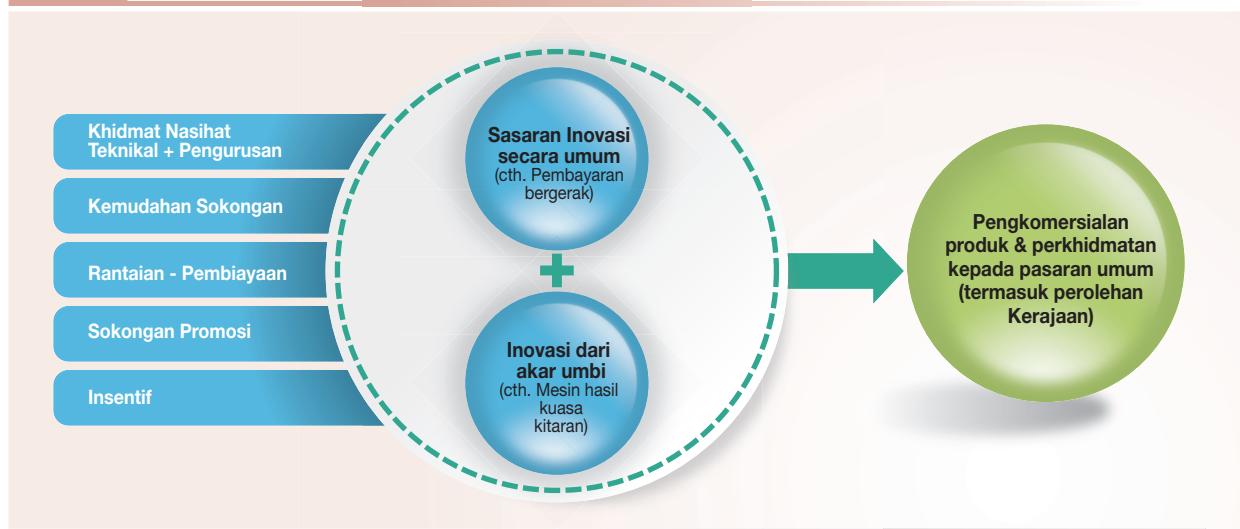 Khidmat Nasihat
Teknikal + Pengurusan
Kemudahan Sokongan
Rantaian - Pembiayaan
Sokongan Promosi
Insentif
Sasaran Inovasi
secara umum
(cth. Pembayaran
bergerak)
Inovasi dari
akar umbi
(cth. Mesin hasil
kuasa
kitaran)
Pengkomersialan
produk & perkhidmatan
kepada pasaran umum
(termasuk perolehan
Kerajaan)